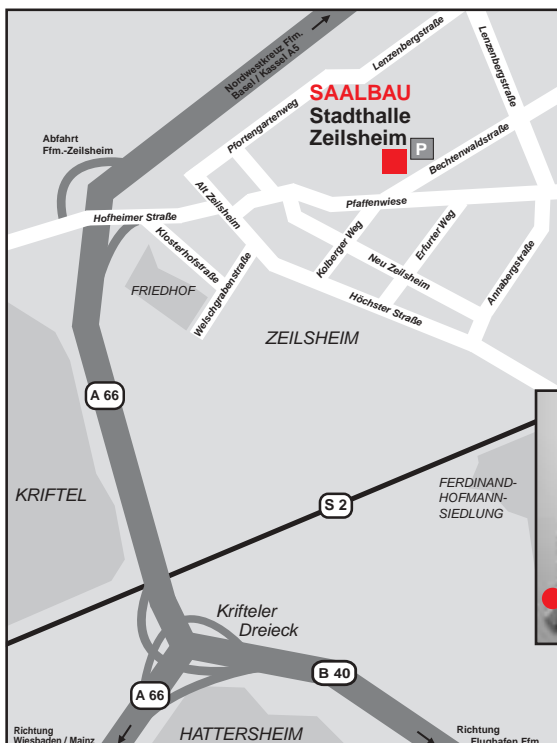 Nordwestkreuz Ffm.
Basel / Kassel A5
Lenzenbergstraße
Lenzenbergstraße
SAALBAU
Stadthalle
Zeilsheim
P
Pfortengartenweg
Bechtenwaldstraße
Abfahrt
Ffm.-Zeilsheim
Alt Zeilsheim
Pfaffenwiese
Hofheimer Straße
Klosterhofstraße
Kolberger Weg
Erfurter Weg
Neu Zeilsheim
Annabergstraße
Welschgrabenstraße
FRIEDHOF
Höchster Straße
ZEILSHEIM
A 66
KRIFTEL
FERDINAND-
HOFMANN-
SIEDLUNG
S 2
Krifteler
Dreieck
B 40
A 66
Richtung
Wiesbaden / Mainz
HATTERSHEIM
Richtung
Flughafen Ffm.